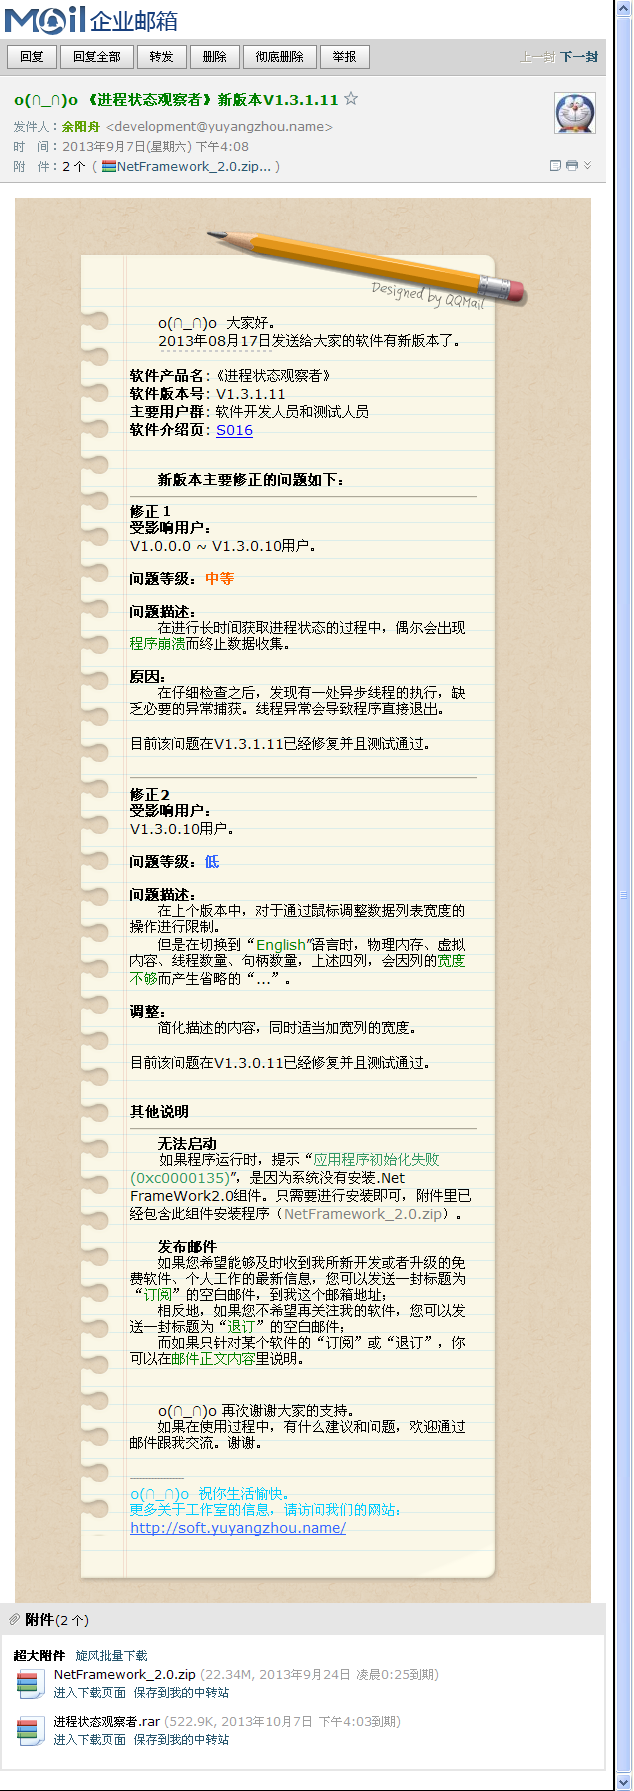 Mail 企业邮箱
回复 回复全部 转发 删除 彻底删除 举报 上一封 下一封
o(∩_∩)o 《进程状态观察者》新版本V1.3.1.11 ☆
发件人：余阳舟 <development@yuyangzhou.name>
时　间：2013年9月7日(星期六) 下午4:08
附　件：2 个 ( NetFramework_2.0.zip... )
Designed by QQMail
o(∩_∩)o 大家好。
2013年08月17日发送给大家的软件有新版本了。
软件产品名：《进程状态观察者》
软件版本号：V1.3.1.11
主要用户群：软件开发人员和测试人员
软件介绍页：S016
新版本主要修正的问题如下：
修正 1
受影响用户：
V1.0.0.0 ~ V1.3.0.10用户。
问题等级：中等
问题描述：
在进行长时间获取进程状态的过程中，偶尔会出现
程序崩溃而终止数据收集。
原因：
在仔细检查之后，发现有一处异步线程的执行，缺
乏必要的异常捕获。线程异常会导致程序直接退出。
目前该问题在V1.3.1.11已经修复并且测试通过。
修正2
受影响用户：
V1.3.0.10用户。
问题等级：低
问题描述：
在上个版本中，对于通过鼠标调整数据列表宽度的
操作进行限制。
但是在切换到“English”语言时，物理内存、虚拟
内容、线程数量、句柄数量，上述四列，会因列的宽度
不够而产生省略的“...”。
调整：
简化描述的内容，同时适当加宽列的宽度。
目前该问题在V1.3.0.11已经修复并且测试通过。
其他说明
无法启动
如果程序运行时，提示“应用程序初始化失败
(0xc0000135)”，是因为系统没有安装.Net
FrameWork2.0组件。只需要进行安装即可，附件里已
经包含此组件安装程序（NetFramework_2.0.zip）。
发布邮件
如果您希望能够及时收到我所新开发或者升级的免
费软件、个人工作的最新信息，您可以发送一封标题为
“订阅”的空白邮件，到我这个邮箱地址；
相反地，如果您不希望再关注我的软件，您可以发
送一封标题为“退订”的空白邮件；
而如果只针对某个软件的“订阅”或“退订”，你
可以在邮件正文内容里说明。
o(∩_∩)o 再次谢谢大家的支持。
如果在使用过程中，有什么建议和问题，欢迎通过
邮件跟我交流。谢谢。
o(∩_∩)o 祝你生活愉快。
更多关于工作室的信息，请访问我们的网站：
http://soft.yuyangzhou.name/
附件(2 个)
超大附件 旋风批量下载
NetFramework_2.0.zip (22.34M, 2013年9月24日 凌晨0:25到期)
进入下载页面 保存到我的中转站
进程状态观察者.rar (522.9K, 2013年10月7日 下午4:03到期)
进入下载页面 保存到我的中转站